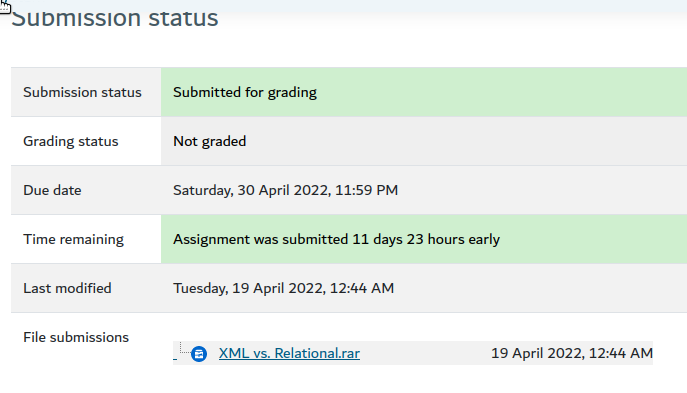 Submission status
Submission status Submitted for grading
Grading status Not graded
Due date Saturday, 30 April 2022, 11:59 PM
Time remaining Assignment was submitted 11 days 23 hours early
Last modified Tuesday, 19 April 2022, 12:44 AM
File submissions
XML vs. Relational.rar 19 April 2022, 12:44 AM